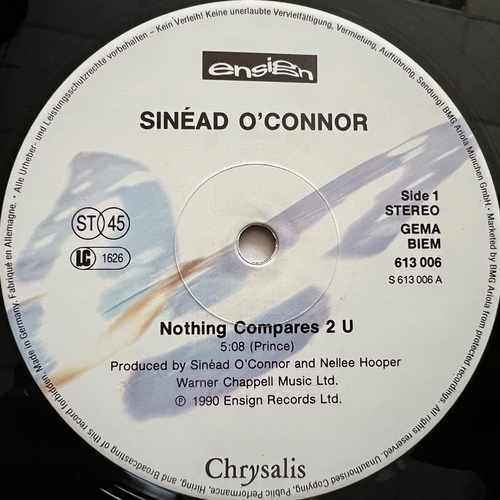 ensign
SINÉAD O'CONNOR
Side 1
STEREO
GEMA
BIEM
613 006
S 613 006 A
ST 45
LC 1626
Nothing Compares 2 U
5:08 (Prince)
Produced by Sinéad O'Connor and Nellee Hooper
Warner Chappell Music Ltd.
℗ 1990 Ensign Records Ltd.
Chrysalis
Made in Germany. Fabriqué en Allemagne. • Alle Urheber- und Leistungsschutzrechte vorbehalten – Kein Verleih! Keine unerlaubte Vervielfältigung, Vermietung, Aufführung, Sendung! BMG Ariola München GmbH. • Marketed by BMG Ariola from protected recordings. All rights reserved. Unauthorised Copying, Public Performance, Hiring, and Broadcasting of this record forbidden.